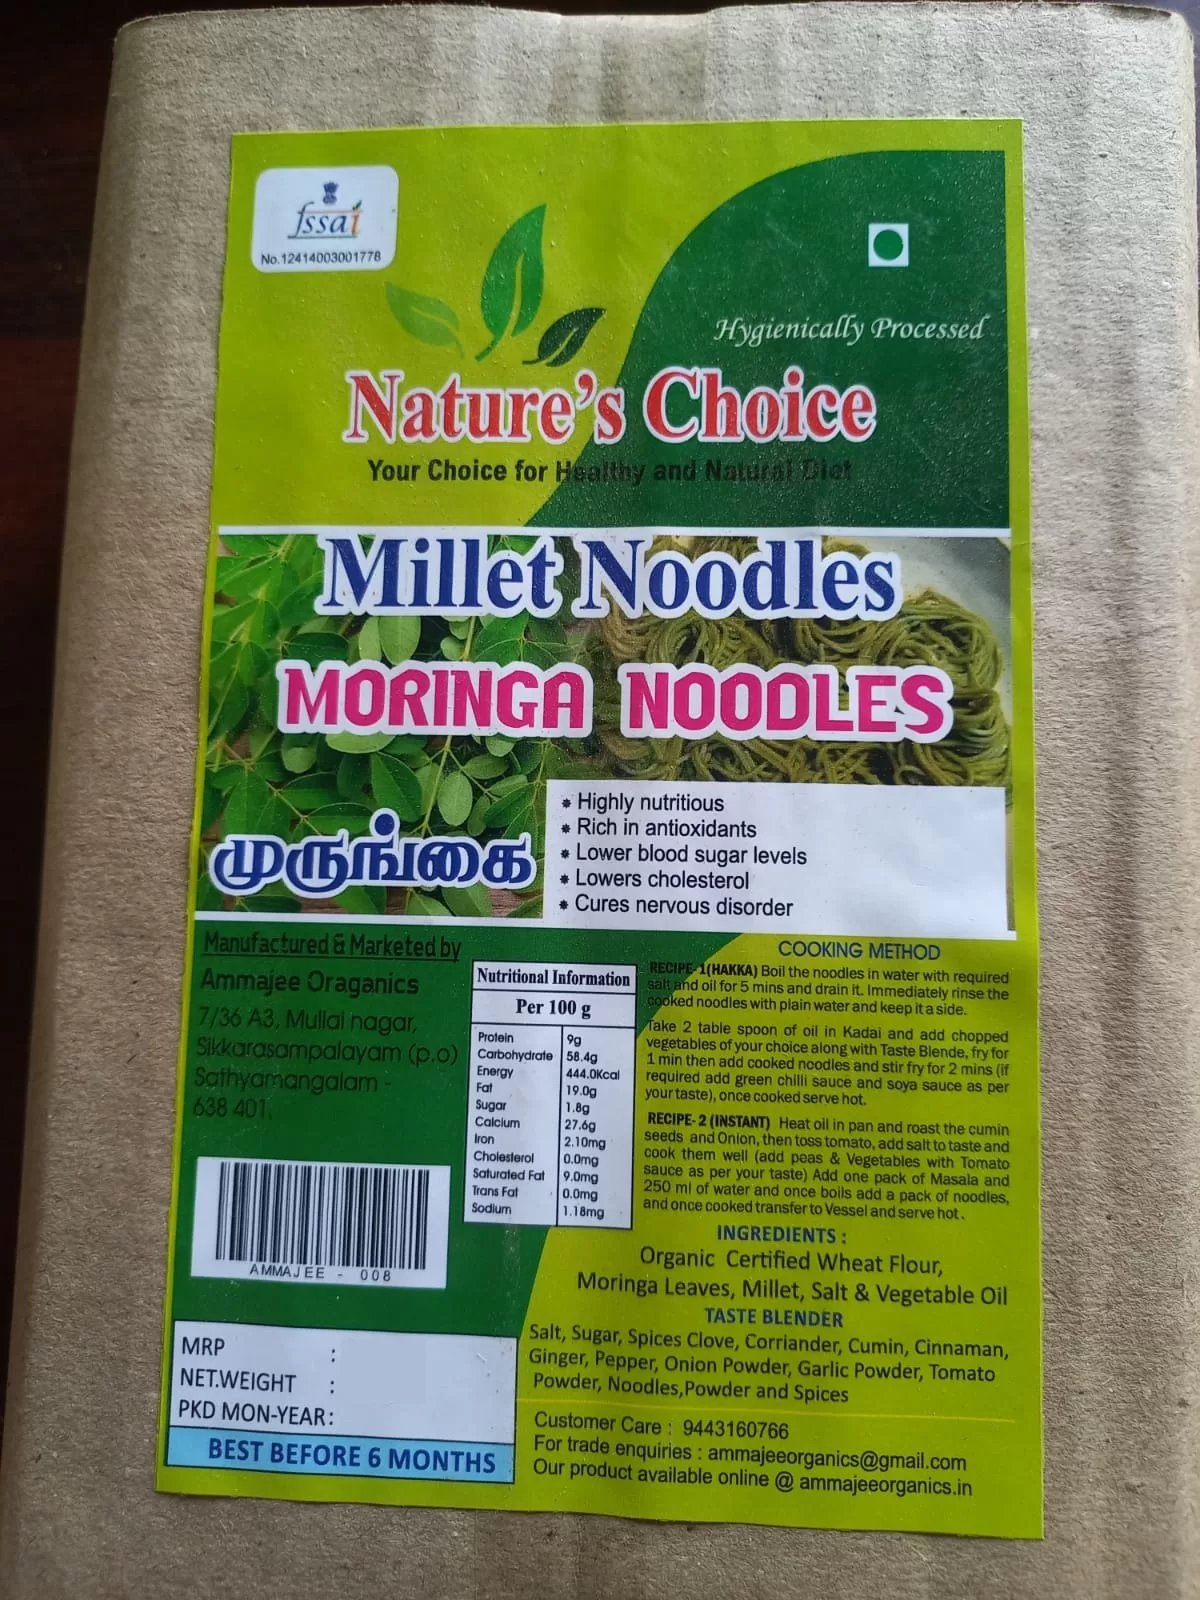 fssai
No.12414003001778
Hygienically Processed
Nature's Choice
Your Choice for Healthy and Natural Diet
Millet Noodles
MORINGA NOODLES
முருங்கை
* Highly nutritious
* Rich in antioxidants
* Lower blood sugar levels
* Lowers cholesterol
* Cures nervous disorder
Manufactured & Marketed by
Ammajee Oraganics
7/36 A3, Mullai nagar,
Sikkarasampalayam (p.o)
Sathyamangalam -
638 401.
Nutritional Information
Per 100 g
Protein 9g
Carbohydrate 58.4g
Energy 444.0Kcal
Fat 19.0g
Sugar 1.8g
Calcium 27.6g
Iron 2.10mg
Cholesterol 0.0mg
Saturated Fat 9.0mg
Trans Fat 0.0mg
Sodium 1.18mg
COOKING METHOD
RECIPE-1(HAKKA) Boil the noodles in water with required
salt and oil for 5 mins and drain it. Immediately rinse the
cooked noodles with plain water and keep it a side.
Take 2 table spoon of oil in Kadai and add chopped
vegetables of your choice along with Taste Blende, fry for
1 min then add cooked noodles and stir fry for 2 mins (if
required add green chilli sauce and soya sauce as per
your taste), once cooked serve hot.
RECIPE- 2 (INSTANT) Heat oil in pan and roast the cumin
seeds and Onion, then toss tomato, add salt to taste and
cook them well (add peas & Vegetables with Tomato
sauce as per your taste) Add one pack of Masala and
250 ml of water and once boils add a pack of noodles,
and once cooked transfer to Vessel and serve hot.
INGREDIENTS :
Organic Certified Wheat Flour,
Moringa Leaves, Millet, Salt & Vegetable Oil
TASTE BLENDER
Salt, Sugar, Spices Clove, Corriander, Cumin, Cinnaman,
Ginger, Pepper, Onion Powder, Garlic Powder, Tomato
Powder, Noodles,Powder and Spices
AMMAJEE - 008
MRP :
NET.WEIGHT :
PKD MON-YEAR:
BEST BEFORE 6 MONTHS
Customer Care : 9443160766
For trade enquiries : ammajeeorganics@gmail.com
Our product available online @ ammajeeorganics.in